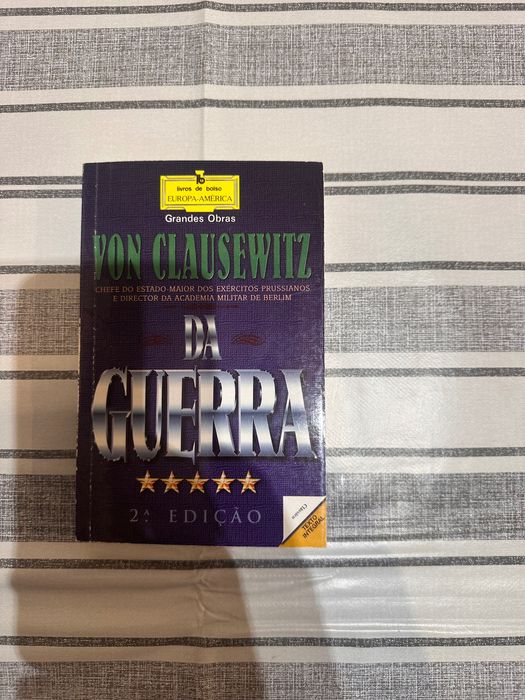 livros de bolso
EUROPA-AMÉRICA
Grandes Obras
VON CLAUSEWITZ
CHEFE DO ESTADO-MAIOR DOS EXÉRCITOS PRUSSIANOS
E DIRECTOR DA ACADEMIA MILITAR DE BERLIM
DA
GUERRA
2.ª EDIÇÃO
Clássica
TEXTO
INTEGRAL